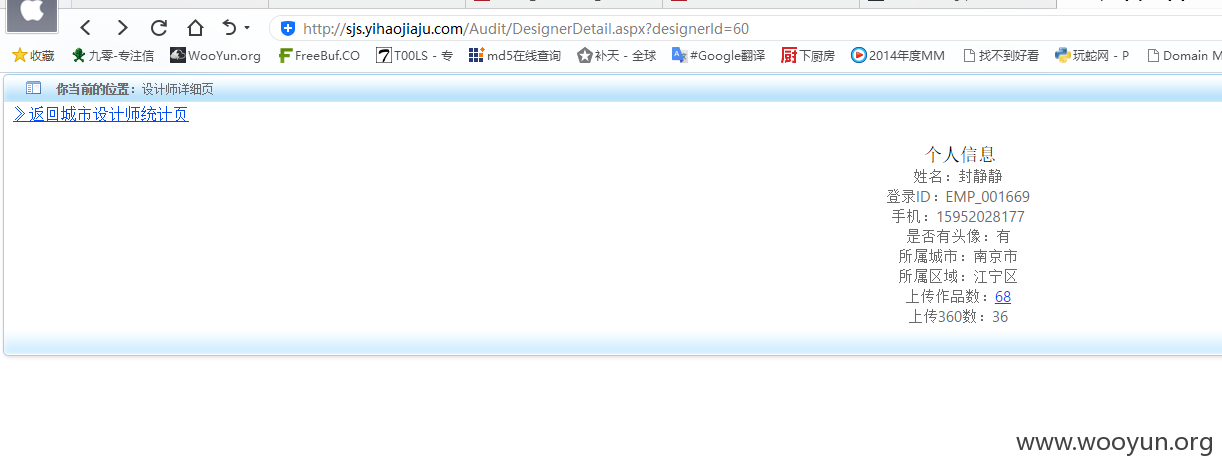 http://sjs.yihaojiaju.com/Audit/DesignerDetail.aspx?designerId=60
收藏 九零-专注信 WooYun.org FreeBuf.CO T00LS - 专 md5在线查询 补天 - 全球 #Google翻译 下厨房 2014年度MM 找不到好看 玩蛇网 - P Domain M
你当前的位置：设计师详细页
返回城市设计师统计页
个人信息
姓名：封静静
登录ID：EMP_001669
手机：15952028177
是否有头像：有
所属城市：南京市
所属区域：江宁区
上传作品数：68
上传360数：36
www.wooyun.org